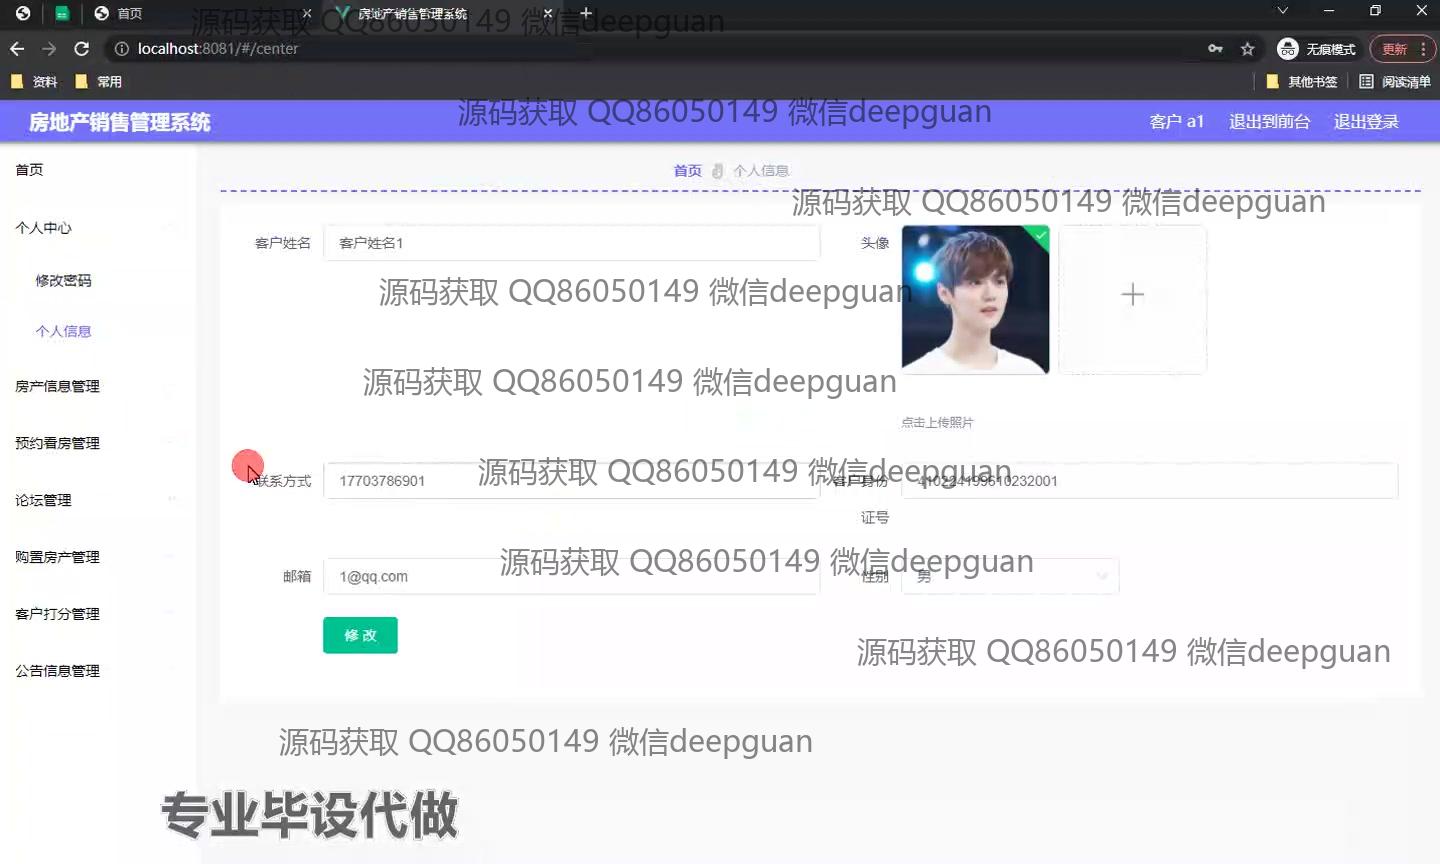 首页
房地产销售管理系统
源码获取 QQ86050149 微信deepguan
localhost:8081/#/center
无痕模式
更新
资料
常用
其他书签
阅读清单
房地产销售管理系统
源码获取 QQ86050149 微信deepguan
客户 a1
退出到前台
退出登录
首页
首页
个人信息
源码获取 QQ86050149 微信deepguan
个人中心
客户姓名
客户姓名1
头像
修改密码
源码获取 QQ86050149 微信deepguan
个人信息
房产信息管理
源码获取 QQ86050149 微信deepguan
点击上传照片
预约看房管理
联系方式
17703786901
源码获取 QQ86050149 微信deepguan
客户身份证号
410224199610232001
论坛管理
购置房产管理
源码获取 QQ86050149 微信deepguan
邮箱
1@qq.com
性别
男
客户打分管理
修改
源码获取 QQ86050149 微信deepguan
公告信息管理
源码获取 QQ86050149 微信deepguan
专业毕设代做